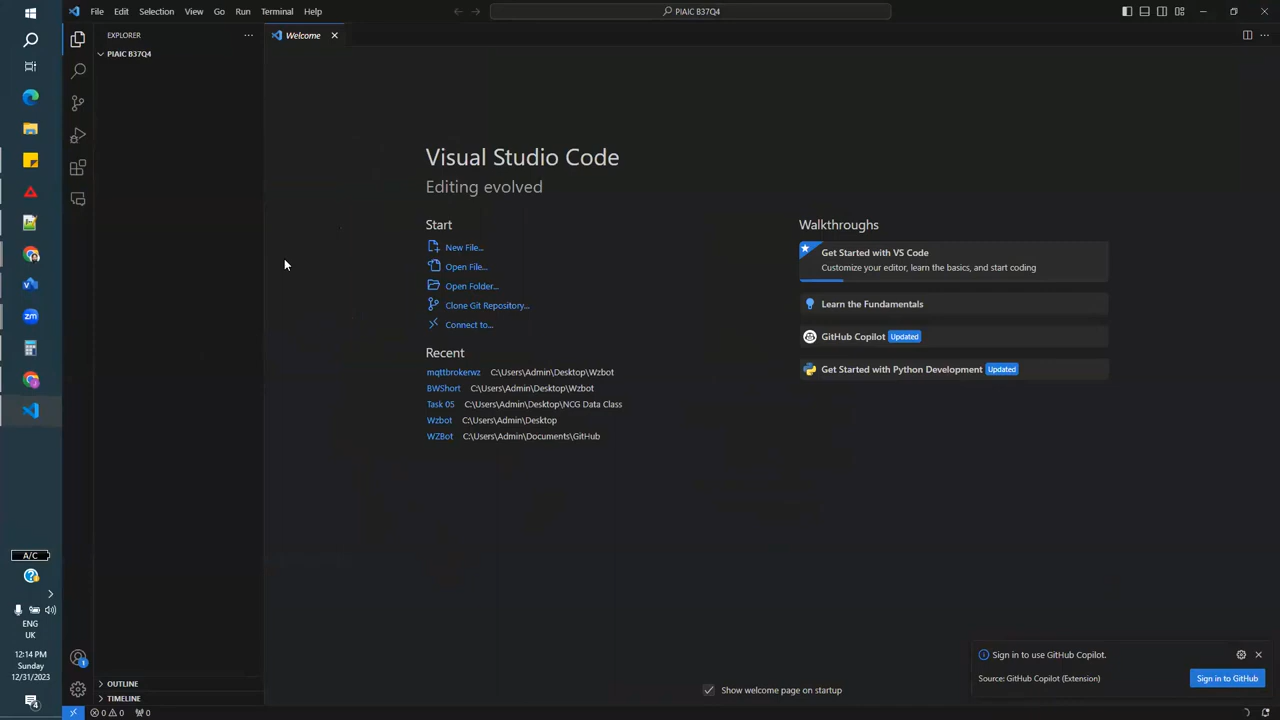 File Edit Selection View Go Run Terminal Help
PIAIC B37Q4
EXPLORER
Welcome
PIAIC B37Q4
Visual Studio Code
Editing evolved
Start
New File...
Open File...
Open Folder...
Clone Git Repository...
Connect to...
Recent
mqttbrokerwz C:\Users\Admin\Desktop\Wzbot
BWShort C:\Users\Admin\Desktop\Wzbot
Task 05 C:\Users\Admin\Desktop\NCG Data Class
Wzbot C:\Users\Admin\Desktop
WZBot C:\Users\Admin\Documents\GitHub
Walkthroughs
Get Started with VS Code
Customize your editor, learn the basics, and start coding
Learn the Fundamentals
GitHub Copilot Updated
Get Started with Python Development Updated
zm
A/C
ENG
UK
12:14 PM
Sunday
12/31/2023
4
1
OUTLINE
TIMELINE
0 0 0
Show welcome page on startup
Sign in to use GitHub Copilot.
Source: GitHub Copilot (Extension)
Sign in to GitHub